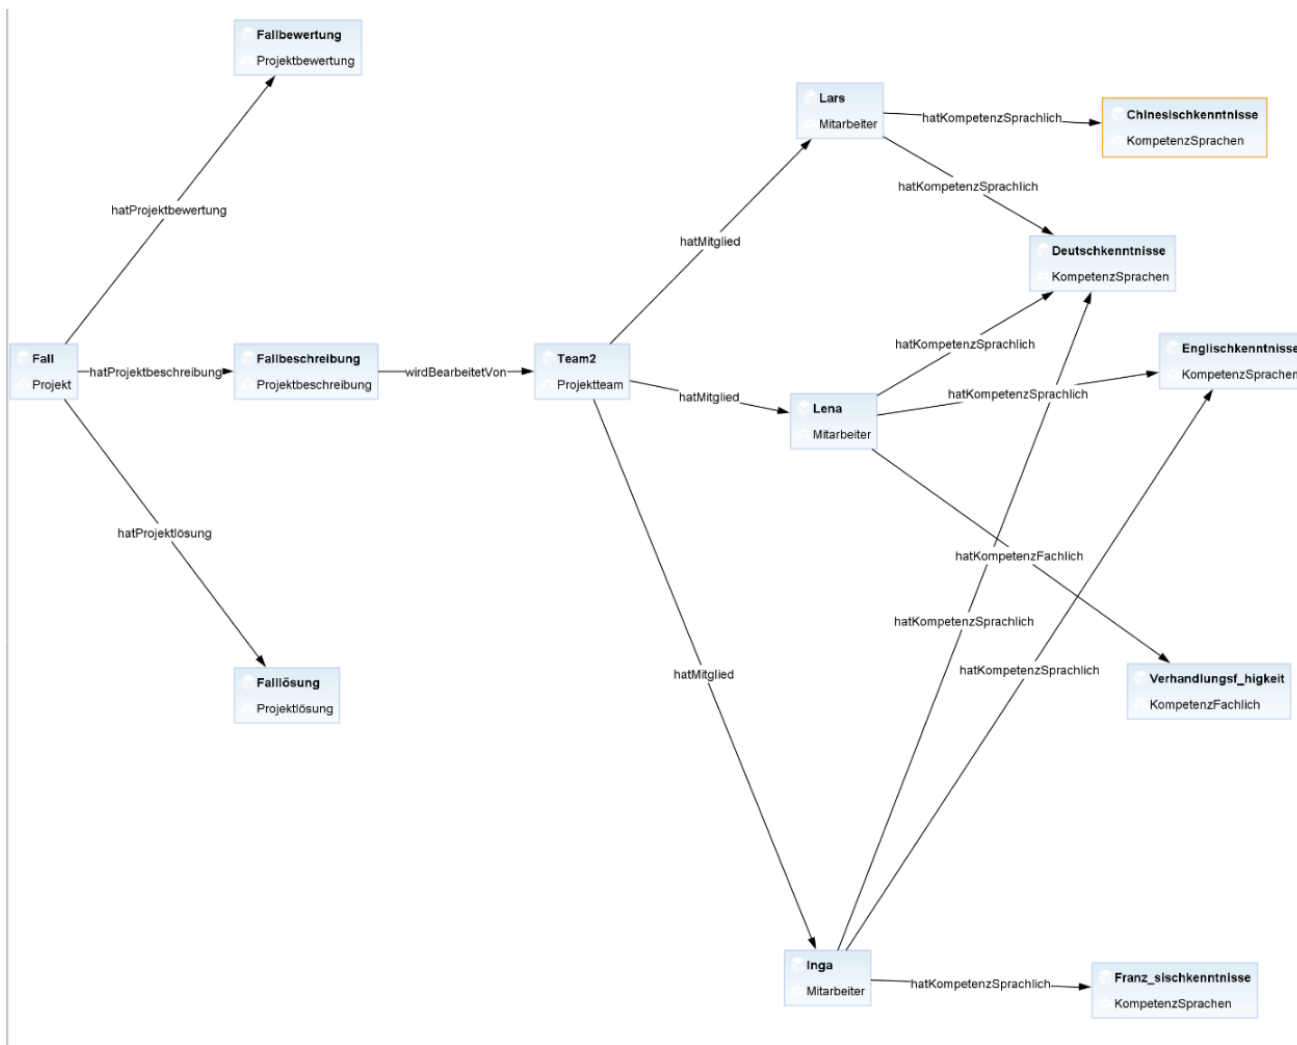 Fallbewertung
Projektbewertung
Lars
Mitarbeiter
hatKompetenzSprachlich
Chinesischkenntnisse
KompetenzSprachen
hatKompetenzSprachlich
hatProjektbewertung
hatMitglied
Deutschkenntnisse
KompetenzSprachen
Fall
Projekt
hatProjektbeschreibung
Fallbeschreibung
Projektbeschreibung
wirdBearbeitetVon
Team2
Projektteam
hatKompetenzSprachlich
Englischkenntnisse
KompetenzSprachen
hatMitglied
Lena
Mitarbeiter
hatKompetenzSprachlich
hatProjektlösung
hatKompetenzFachlich
hatKompetenzSprachlich
hatMitglied
hatKompetenzSprachlich
Falllösung
Projektlösung
Verhandlungsf_higkeit
KompetenzFachlich
Inga
Mitarbeiter
hatKompetenzSprachlich
Franz_sischkenntnisse
KompetenzSprachen